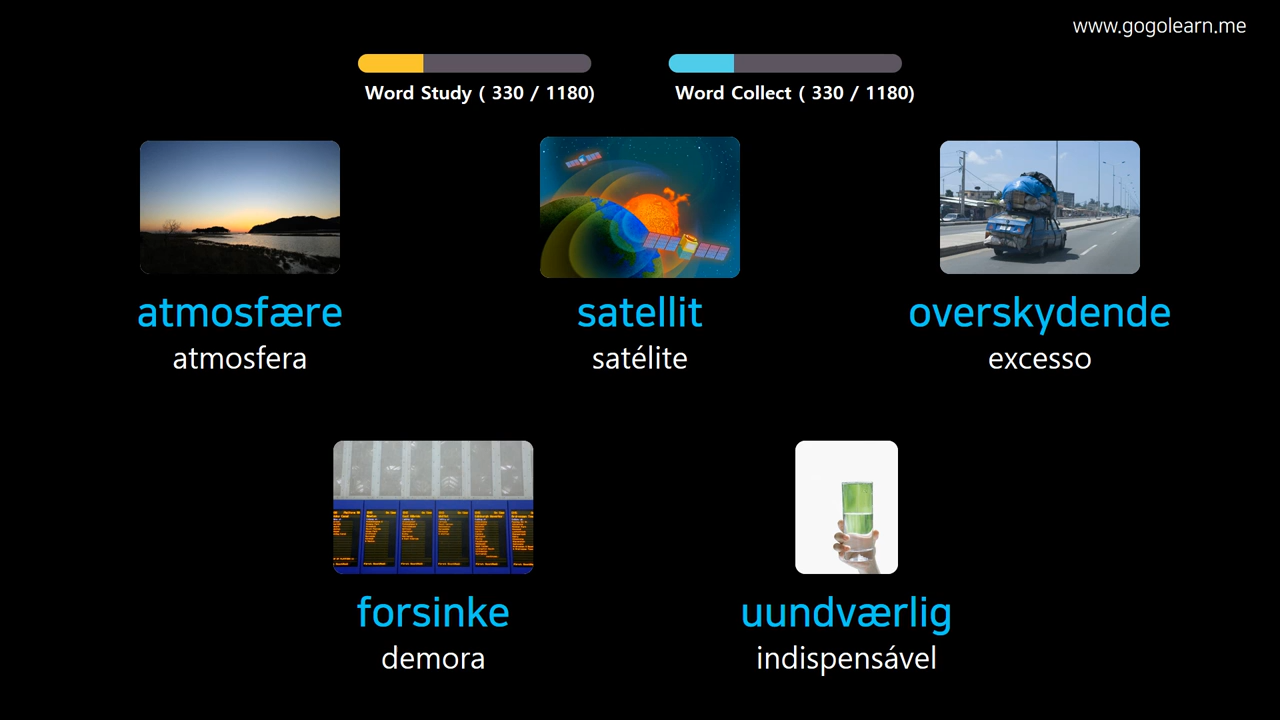 www.gogolearn.me
Word Study ( 330 / 1180)
Word Collect ( 330 / 1180)
atmosfære
atmosfera
satellit
satélite
overskydende
excesso
forsinke
demora
uundværlig
indispensável